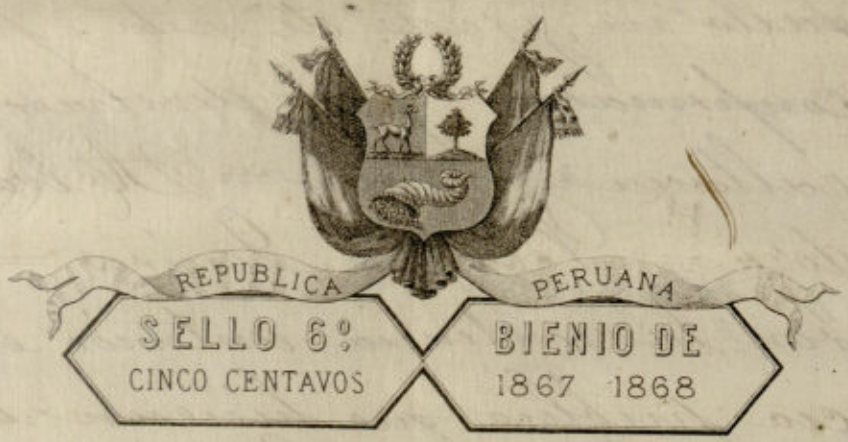 REPUBLICA PERUANA
SELLO 6º
CINCO CENTAVOS
BIENIO DE
1867 1868